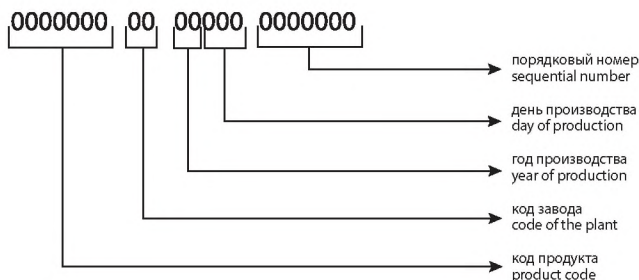 0000000 00 00000 0000000
порядковый номер
sequential number
день производства
day of production
год производства
year of production
код завода
code of the plant
код продукта
product code